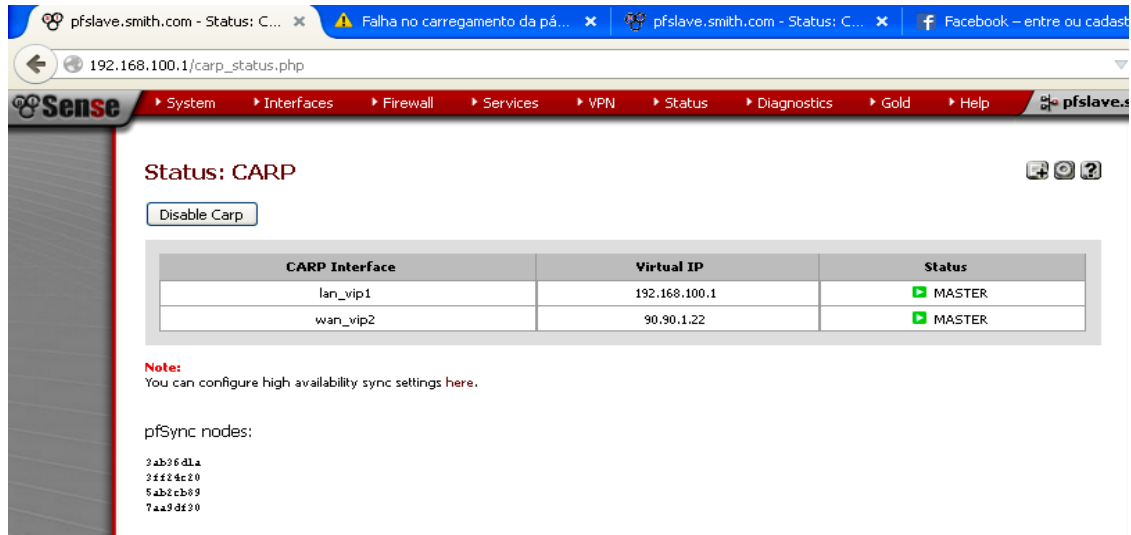 pfslave.smith.com - Status: C... Falha no carregamento da pá... pfslave.smith.com - Status: C... Facebook – entre ou cadast
192.168.100.1/carp_status.php
Sense System Interfaces Firewall Services VPN Status Diagnostics Gold Help pfslave.s
Status: CARP
Disable Carp
CARP Interface Virtual IP Status
lan_vip1 192.168.100.1 MASTER
wan_vip2 90.90.1.22 MASTER
Note:
You can configure high availability sync settings here.
pfSync nodes:
3ab36d1a
3ff24c20
5ab2cb89
7aa9df30